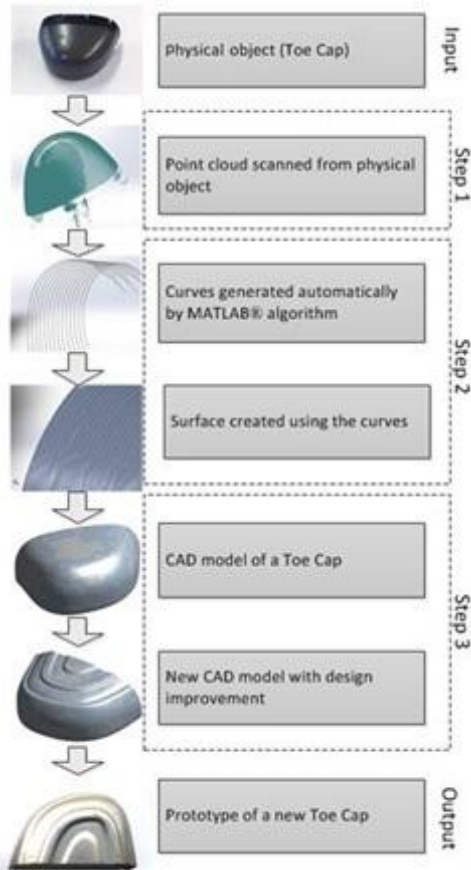 Physical object (Toe Cap)
Input
Point cloud scanned from physical
object
Step 1
Curves generated automatically
by MATLAB® algorithm
Surface created using the curves
Step 2
CAD model of a Toe Cap
New CAD model with design
improvement
Step 3
Prototype of a new Toe Cap
Output